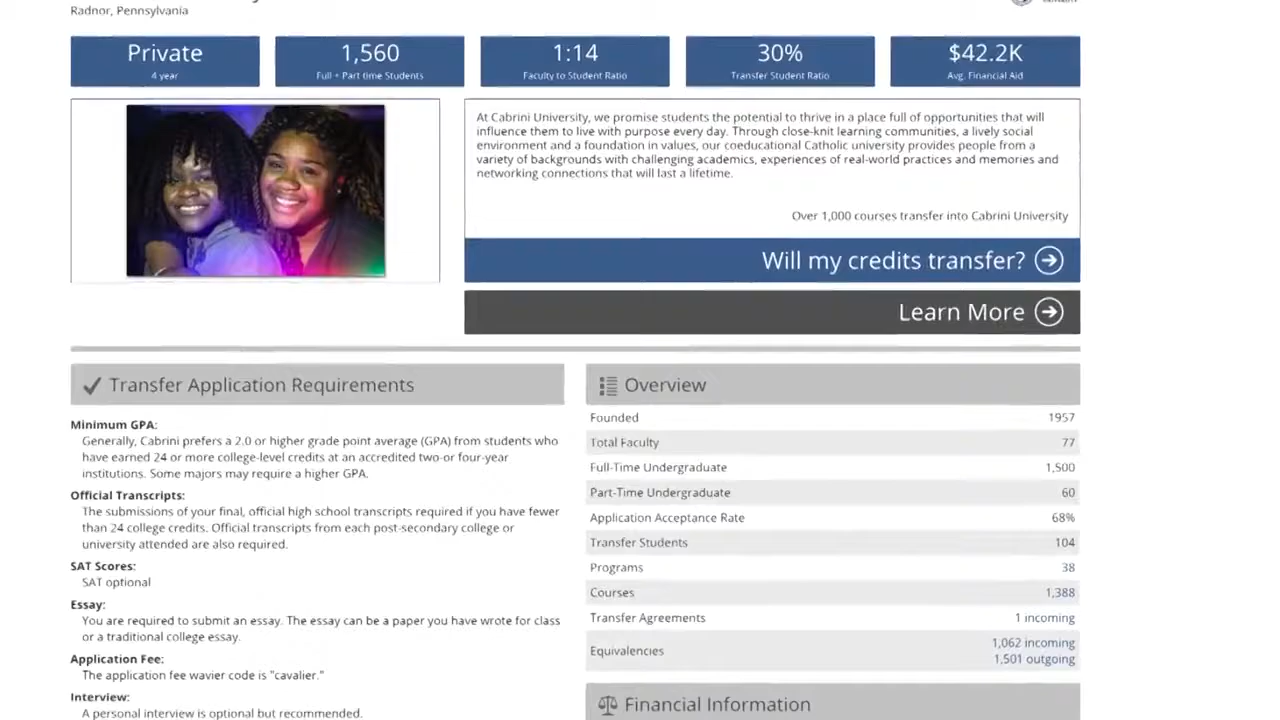 Radnor, Pennsylvania
Private
4 year
1,560
Full + Part time Students
1:14
Faculty to Student Ratio
30%
Transfer Student Ratio
$42.2K
Avg. Financial Aid
At Cabrini University, we promise students the potential to thrive in a place full of opportunities that will
influence them to live with purpose every day. Through close-knit learning communities, a lively social
environment and a foundation in values, our coeducational Catholic university provides people from a
variety of backgrounds with challenging academics, experiences of real-world practices and memories and
networking connections that will last a lifetime.
Over 1,000 courses transfer into Cabrini University
Will my credits transfer?
Learn More
Transfer Application Requirements
Minimum GPA:
Generally, Cabrini prefers a 2.0 or higher grade point average (GPA) from students who
have earned 24 or more college-level credits at an accredited two-or four-year
institutions. Some majors may require a higher GPA.
Official Transcripts:
The submissions of your final, official high school transcripts required if you have fewer
than 24 college credits. Official transcripts from each post-secondary college or
university attended are also required.
SAT Scores:
SAT optional
Essay:
You are required to submit an essay. The essay can be a paper you have wrote for class
or a traditional college essay.
Application Fee:
The application fee wavier code is "cavalier."
Interview:
A personal interview is optional but recommended.
Overview
Founded 1957
Total Faculty 77
Full-Time Undergraduate 1,500
Part-Time Undergraduate 60
Application Acceptance Rate 68%
Transfer Students 104
Programs 38
Courses 1,388
Transfer Agreements 1 incoming
Equivalencies 1,062 incoming
1,501 outgoing
Financial Information